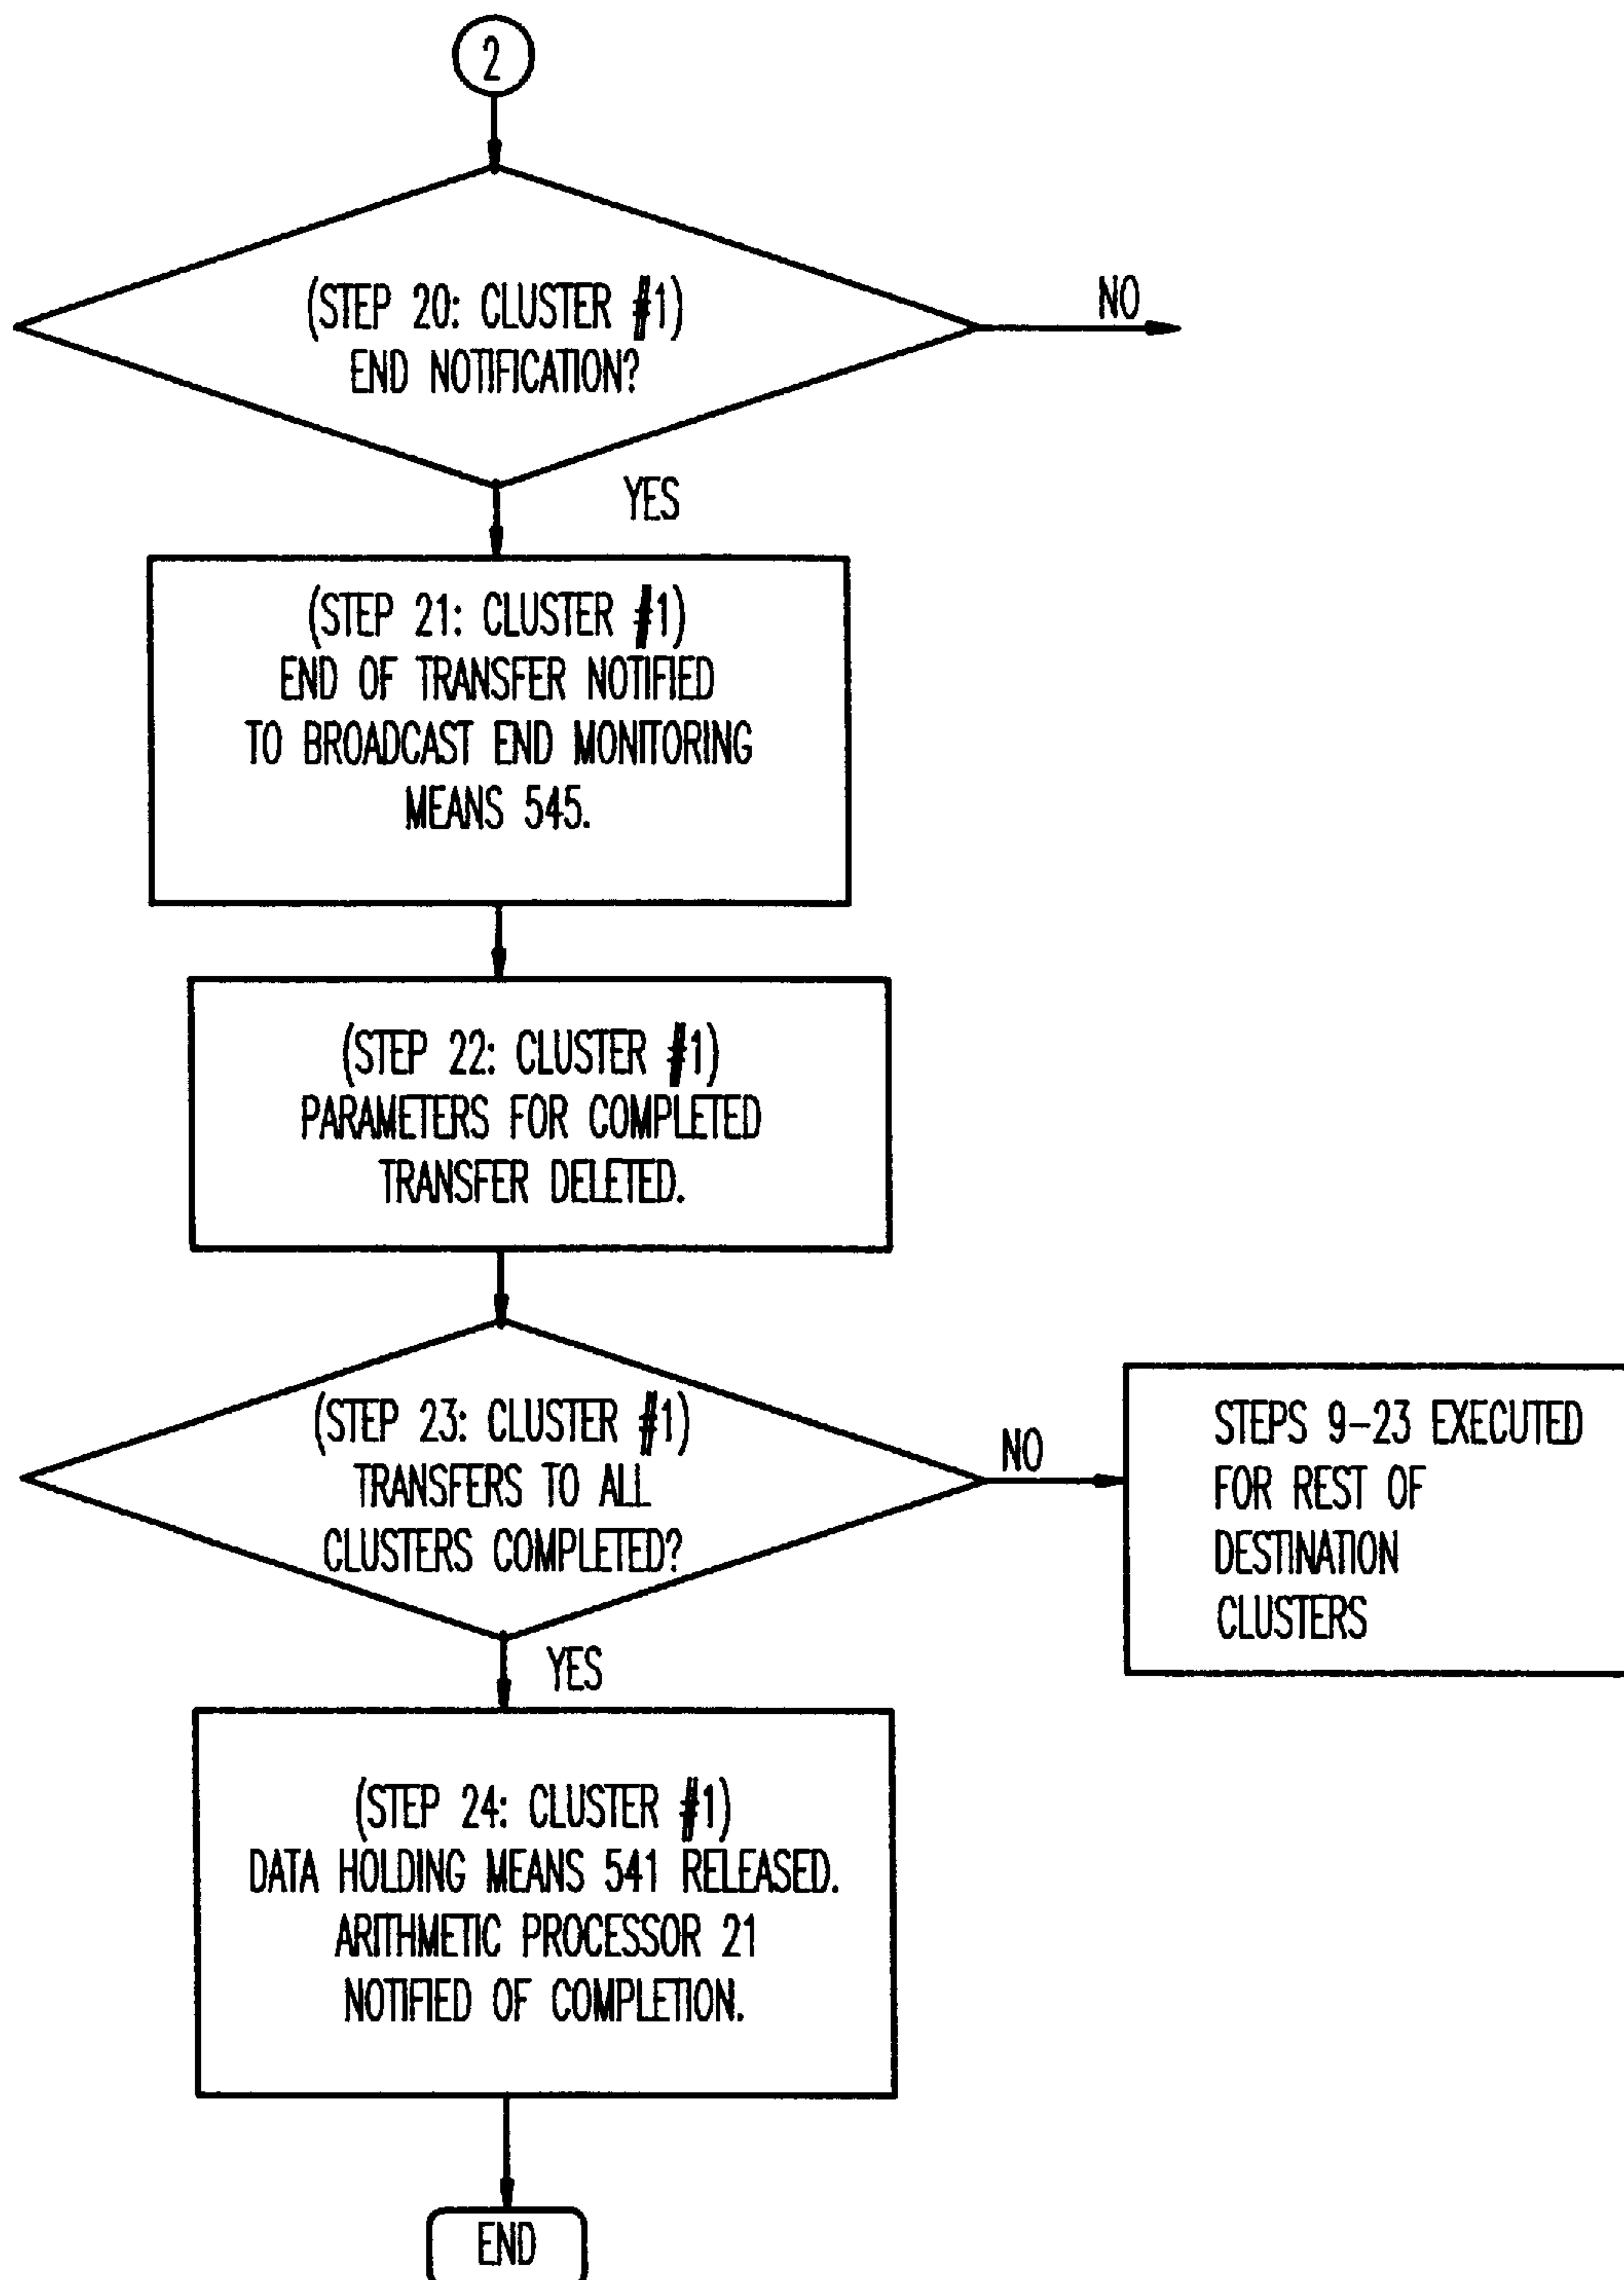 2
(STEP 20: CLUSTER #1)
END NOTIFICATION?
NO
YES
(STEP 21: CLUSTER #1)
END OF TRANSFER NOTIFIED
TO BROADCAST END MONITORING
MEANS 545.
(STEP 22: CLUSTER #1)
PARAMETERS FOR COMPLETED
TRANSFER DELETED.
(STEP 23: CLUSTER #1)
TRANSFERS TO ALL
CLUSTERS COMPLETED?
NO
STEPS 9-23 EXECUTED
FOR REST OF
DESTINATION
CLUSTERS
YES
(STEP 24: CLUSTER #1)
DATA HOLDING MEANS 541 RELEASED.
ARITHMETIC PROCESSOR 21
NOTIFIED OF COMPLETION.
END